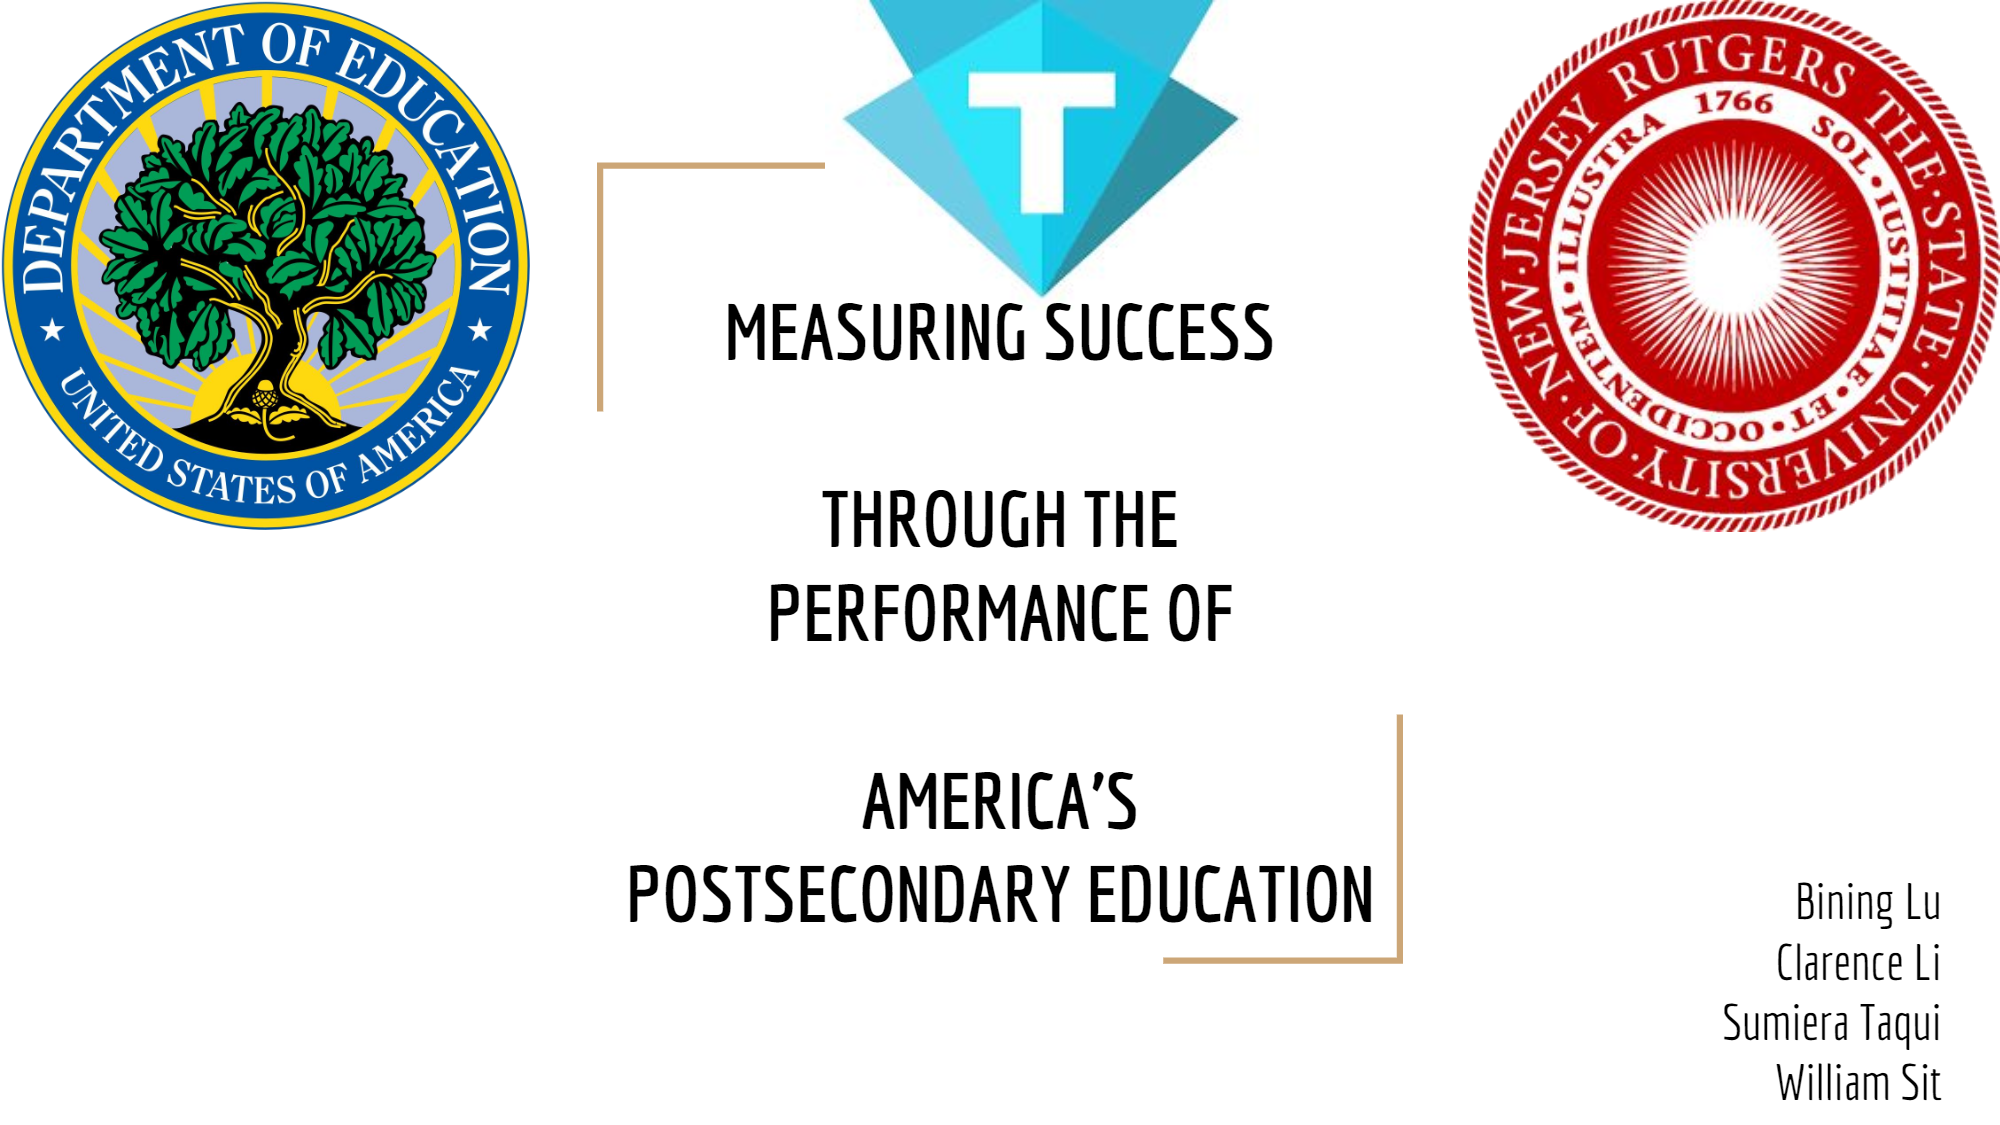 DEPARTMENT OF EDUCATION
UNITED STATES OF AMERICA
T
RUTGERS THE·STATE·UNIVERSITY·OF·NEW·JERSEY
1766
SOL·IUSTITIAE·ET·OCCIDENTEM·ILLUSTRA
MEASURING SUCCESS
THROUGH THE
PERFORMANCE OF
AMERICA'S
POSTSECONDARY EDUCATION
Bining Lu
Clarence Li
Sumiera Taqui
William Sit